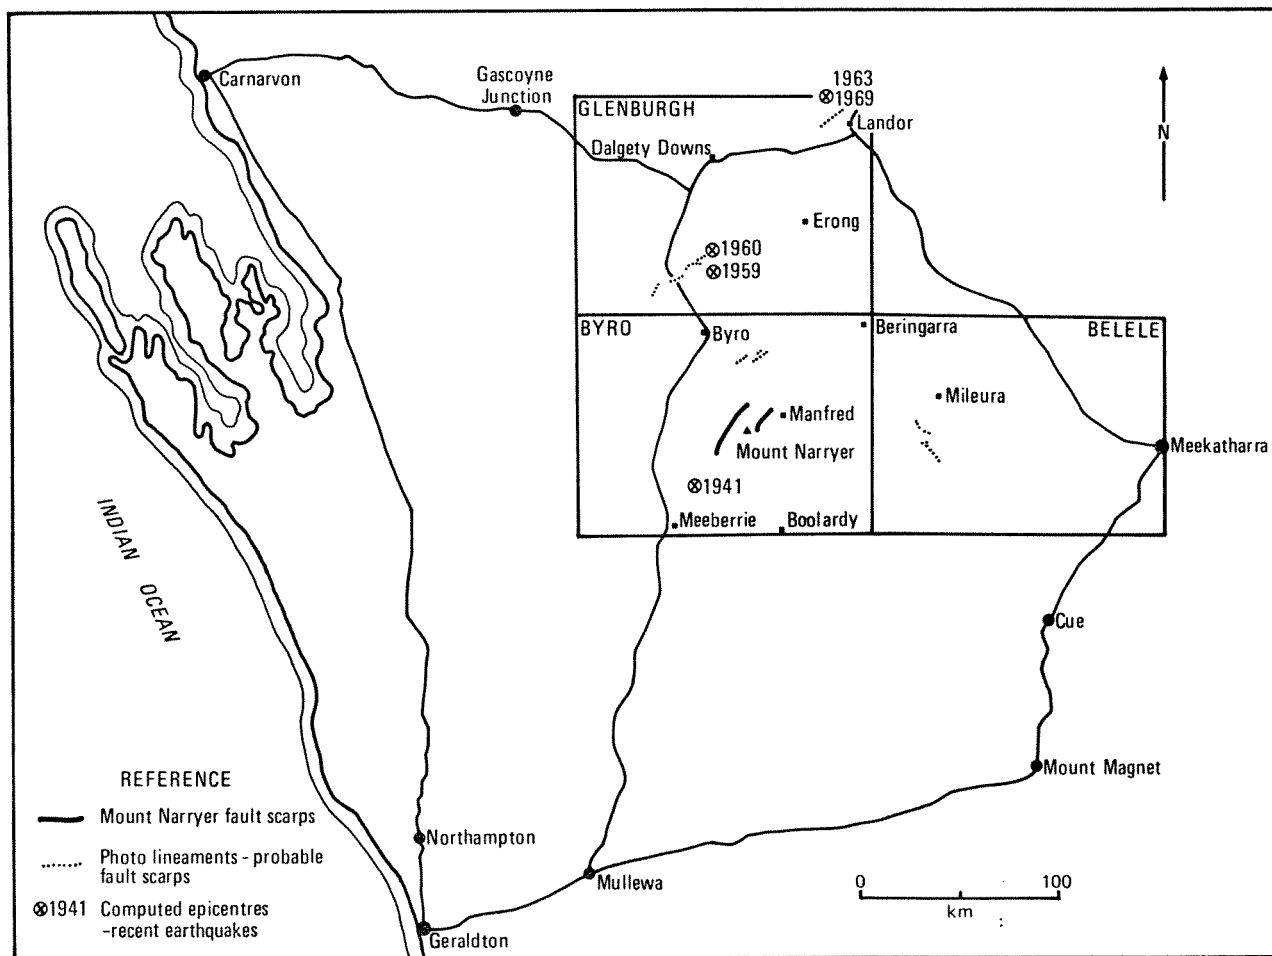 1963
1969
Carnarvon
Gascoyne
Junction
GLENBURGH
Landor
N
Dalgety Downs
Erong
1960
1959
BYRO
Byro
Beringarra
BELELE
Mileura
Manfred
Mount Narryer
Meekatharra
1941
Meeberrie
Boolardy
INDIAN OCEAN
Cue
Mount Magnet
REFERENCE
Mount Narryer fault scarps
Photo lineaments - probable
fault scarps
1941 Computed epicentres
-recent earthquakes
Northampton
Mullewa
Geraldton
0 100
km